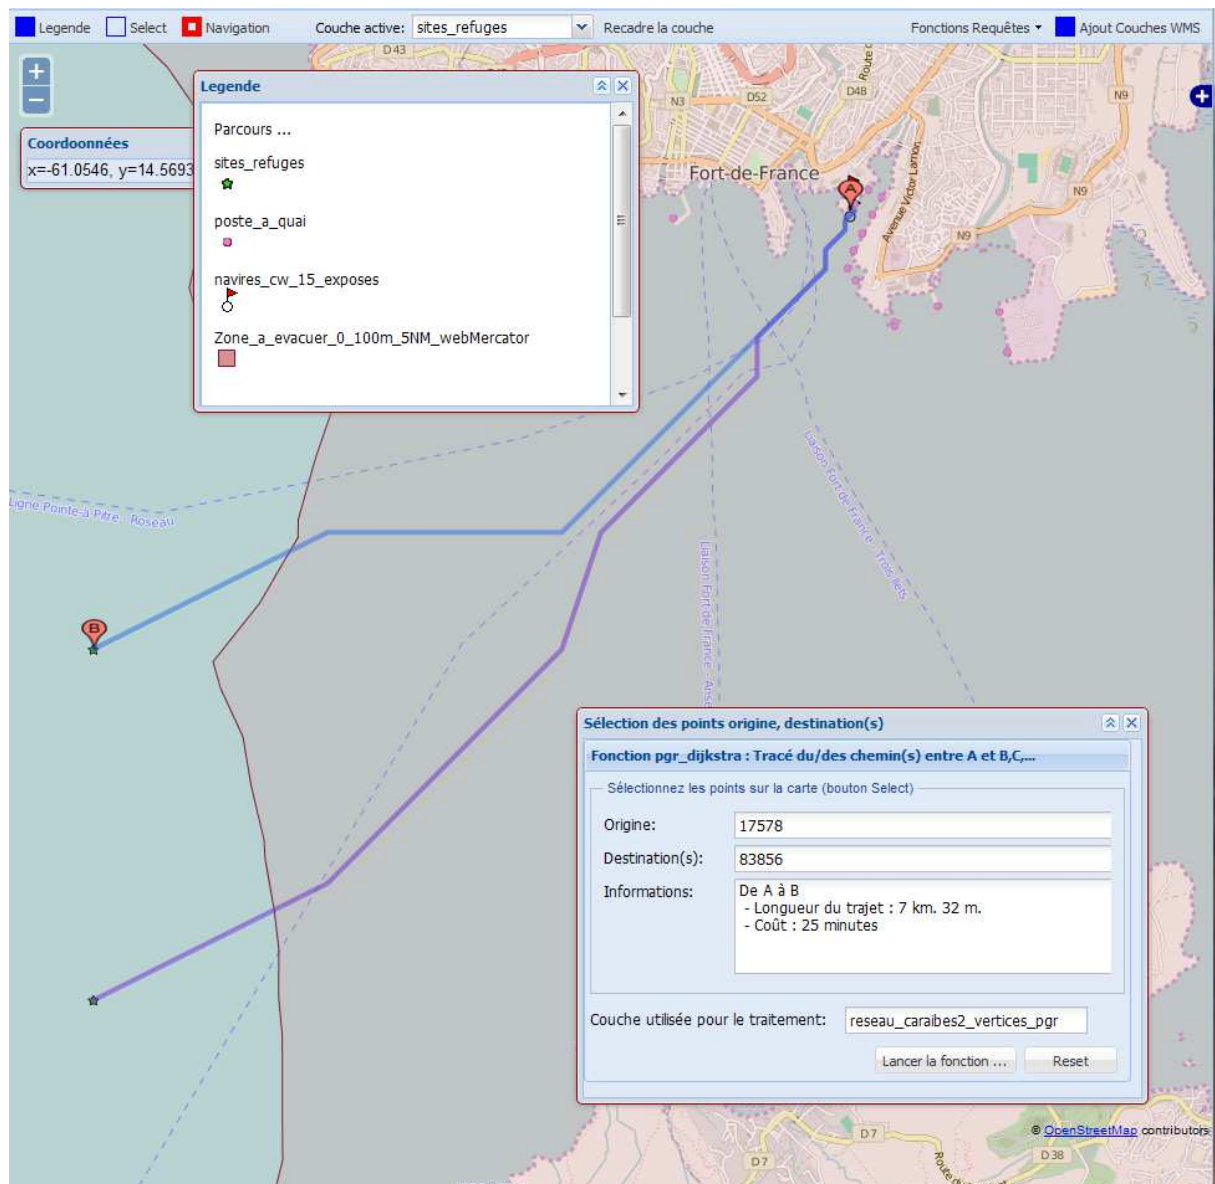 Legende Select Navigation Couche active: sites_refuges Recadre la couche Fonctions Requêtes Ajout Couches WMS
D43
Route
D48
N3
D52
N9
+
−
Legende
Parcours ...
sites_refuges
poste_a_quai
navires_cw_15_exposes
Zone_a_evacuer_0_100m_5NM_webMercator
Coordoonnées
x=-61.0546, y=14.5693
Fort-de-France
A
Avenue Victor Lamon
N9
N9
Ligne Pointe-à-Pitre - Roseau
Liaison Fort-de-France - Trois Ilets
Liaison Fort-de-France - Anse
B
Sélection des points origine, destination(s)
Fonction pgr_dijkstra : Tracé du/des chemin(s) entre A et B,C,...
Sélectionnez les points sur la carte (bouton Select)
Origine: 17578
Destination(s): 83856
Informations: De A à B
- Longueur du trajet : 7 km. 32 m.
- Coût : 25 minutes
Couche utilisée pour le traitement: reseau_caraibes2_vertices_pgr
Lancer la fonction ... Reset
© OpenStreetMap contributors
D7
D7
D38